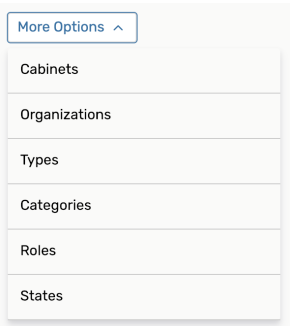 More Options
Cabinets
Organizations
Types
Categories
Roles
States